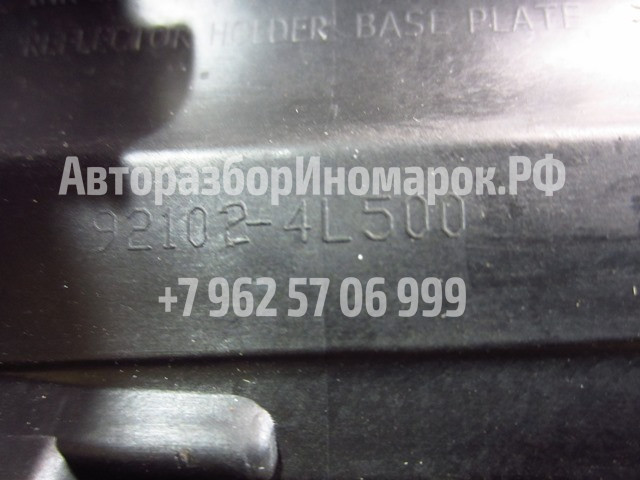 REFLECTOR HOLDER BASE PLATE
АвторазборИномарок.РФ
92102-4L500
+7 962 57 06 999